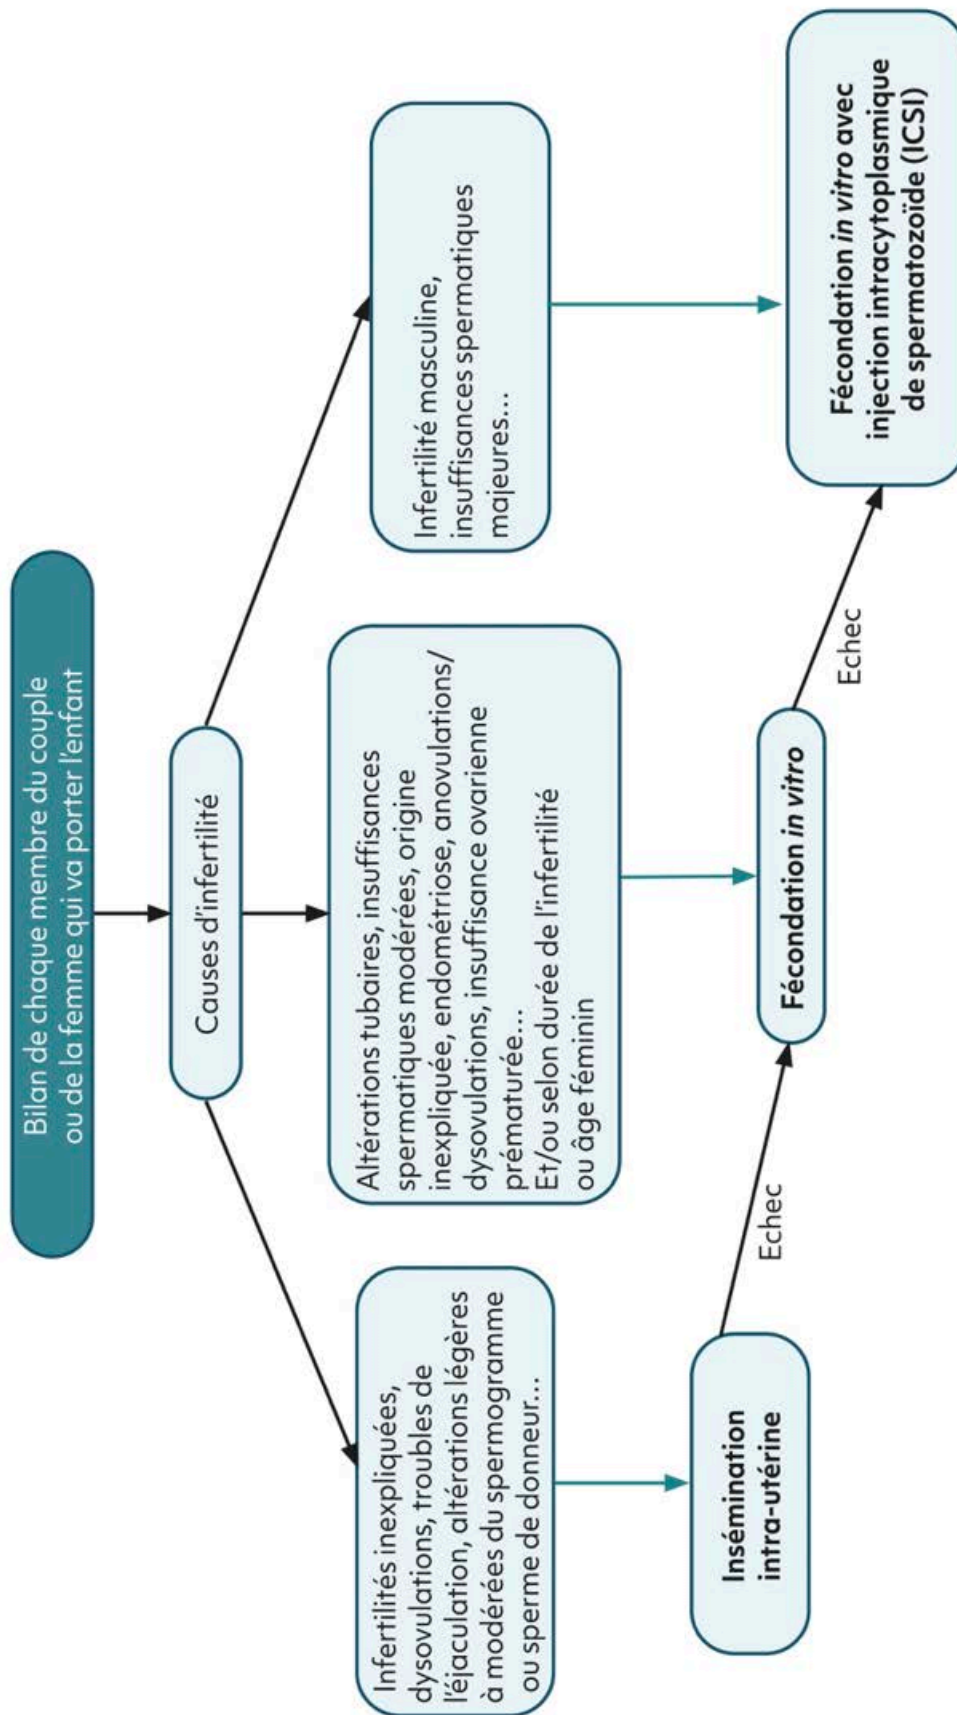 Bilan de chaque membre du couple
ou de la femme qui va porter l'enfant
Causes d'infertilité
Infertilités inexpliquées,
dysovulations, troubles de
l'éjaculation, altérations légères
à modérées du spermogramme
ou sperme de donneur...
Altérations tubaires, insuffisances
spermatiques modérées, origine
inexpliquée, endométriose, anovulations/
dysovulations, insuffisance ovarienne
prématurée...
Et/ou selon durée de l'infertilité
ou âge féminin
Infertilité masculine,
insuffisances spermatiques
majeures...
Insémination
intra-utérine
Echec
Fécondation in vitro
Echec
Fécondation in vitro avec
injection intracytoplasmique
de spermatozoïde (ICSI)